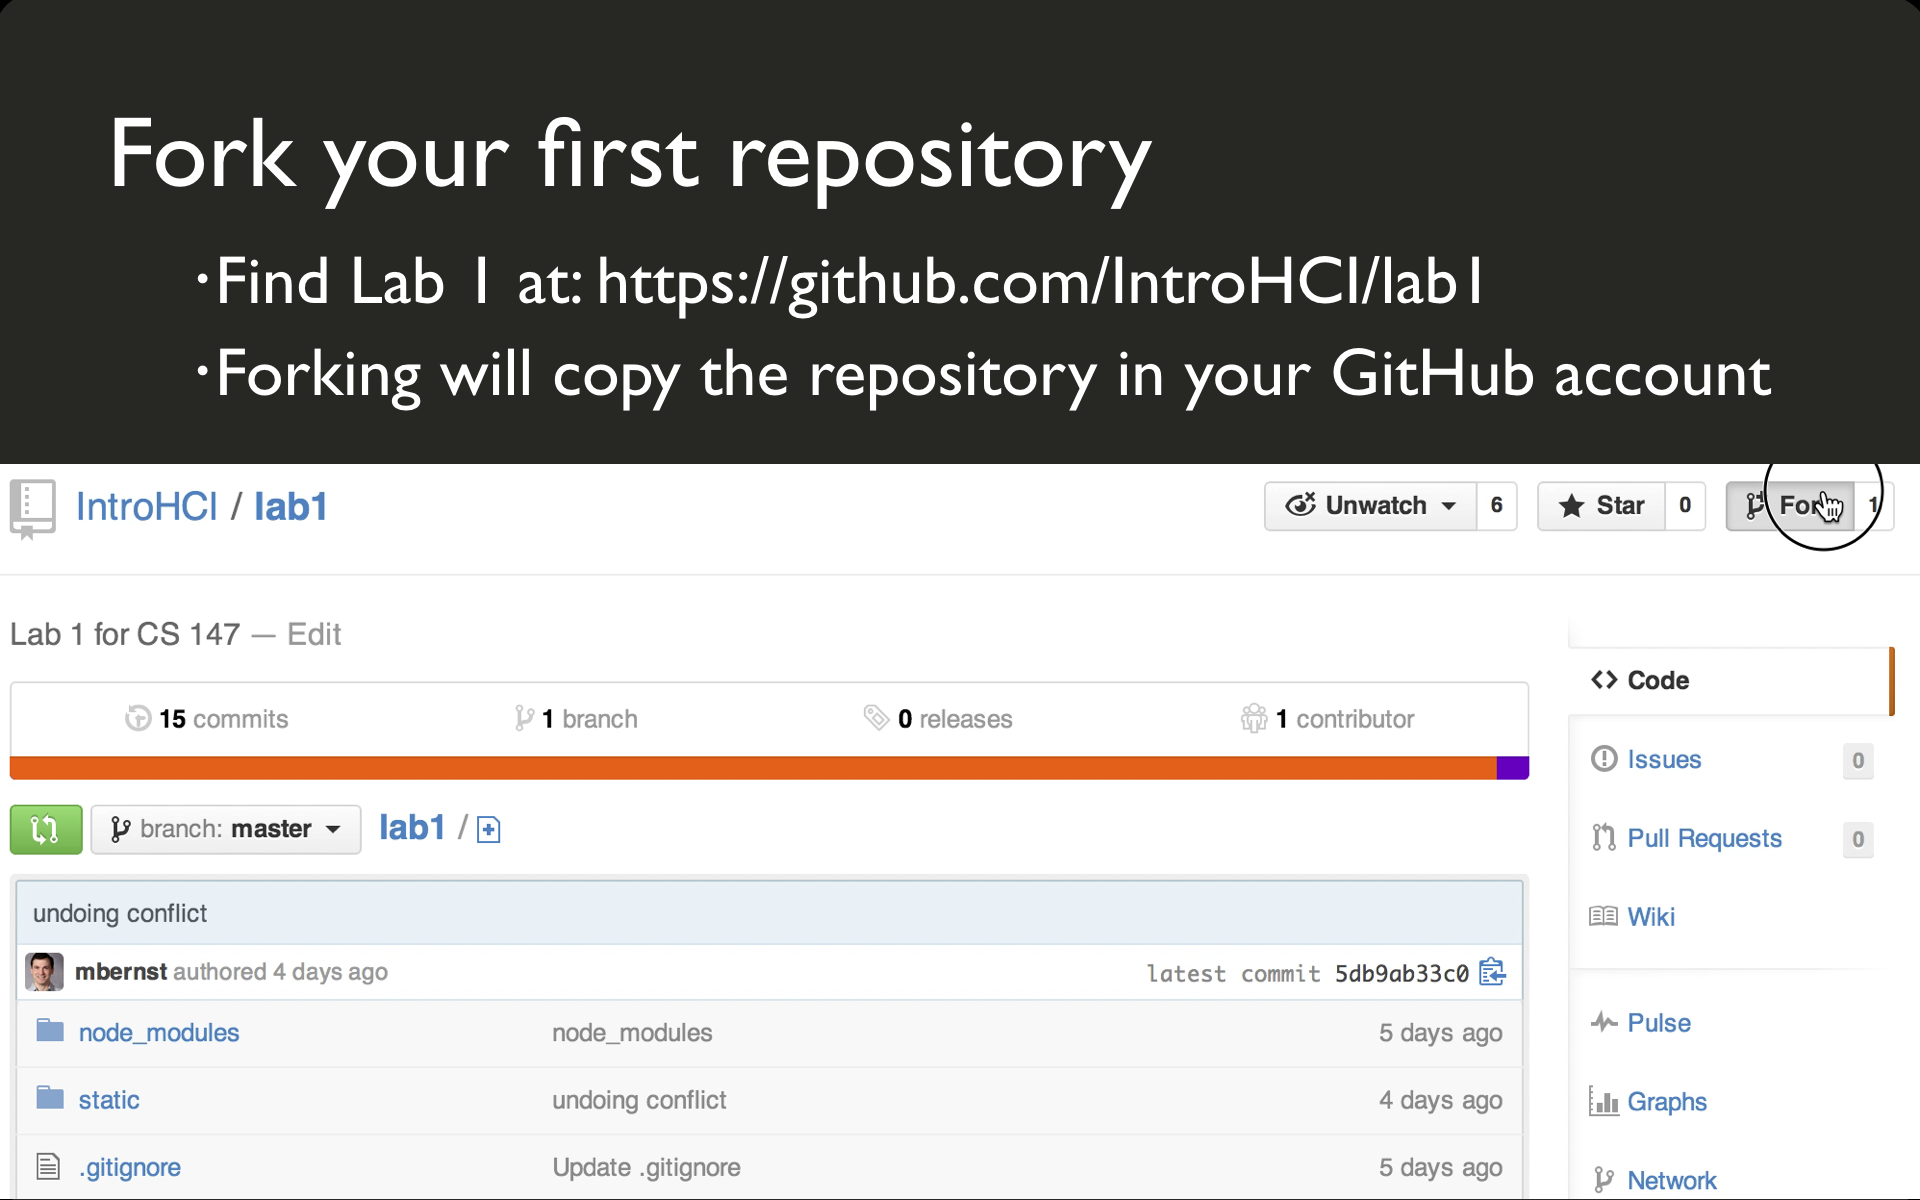 Fork your first repository
·Find Lab 1 at: https://github.com/IntroHCI/lab1
·Forking will copy the repository in your GitHub account
IntroHCI / lab1
Unwatch 6
Star 0
For 1
Lab 1 for CS 147 — Edit
15 commits
1 branch
0 releases
1 contributor
Code
Issues 0
Pull Requests 0
Wiki
Pulse
Graphs
Network
branch: master
lab1 /
undoing conflict
mbernst authored 4 days ago
latest commit 5db9ab33c0
node_modules node_modules 5 days ago
static undoing conflict 4 days ago
.gitignore Update .gitignore 5 days ago